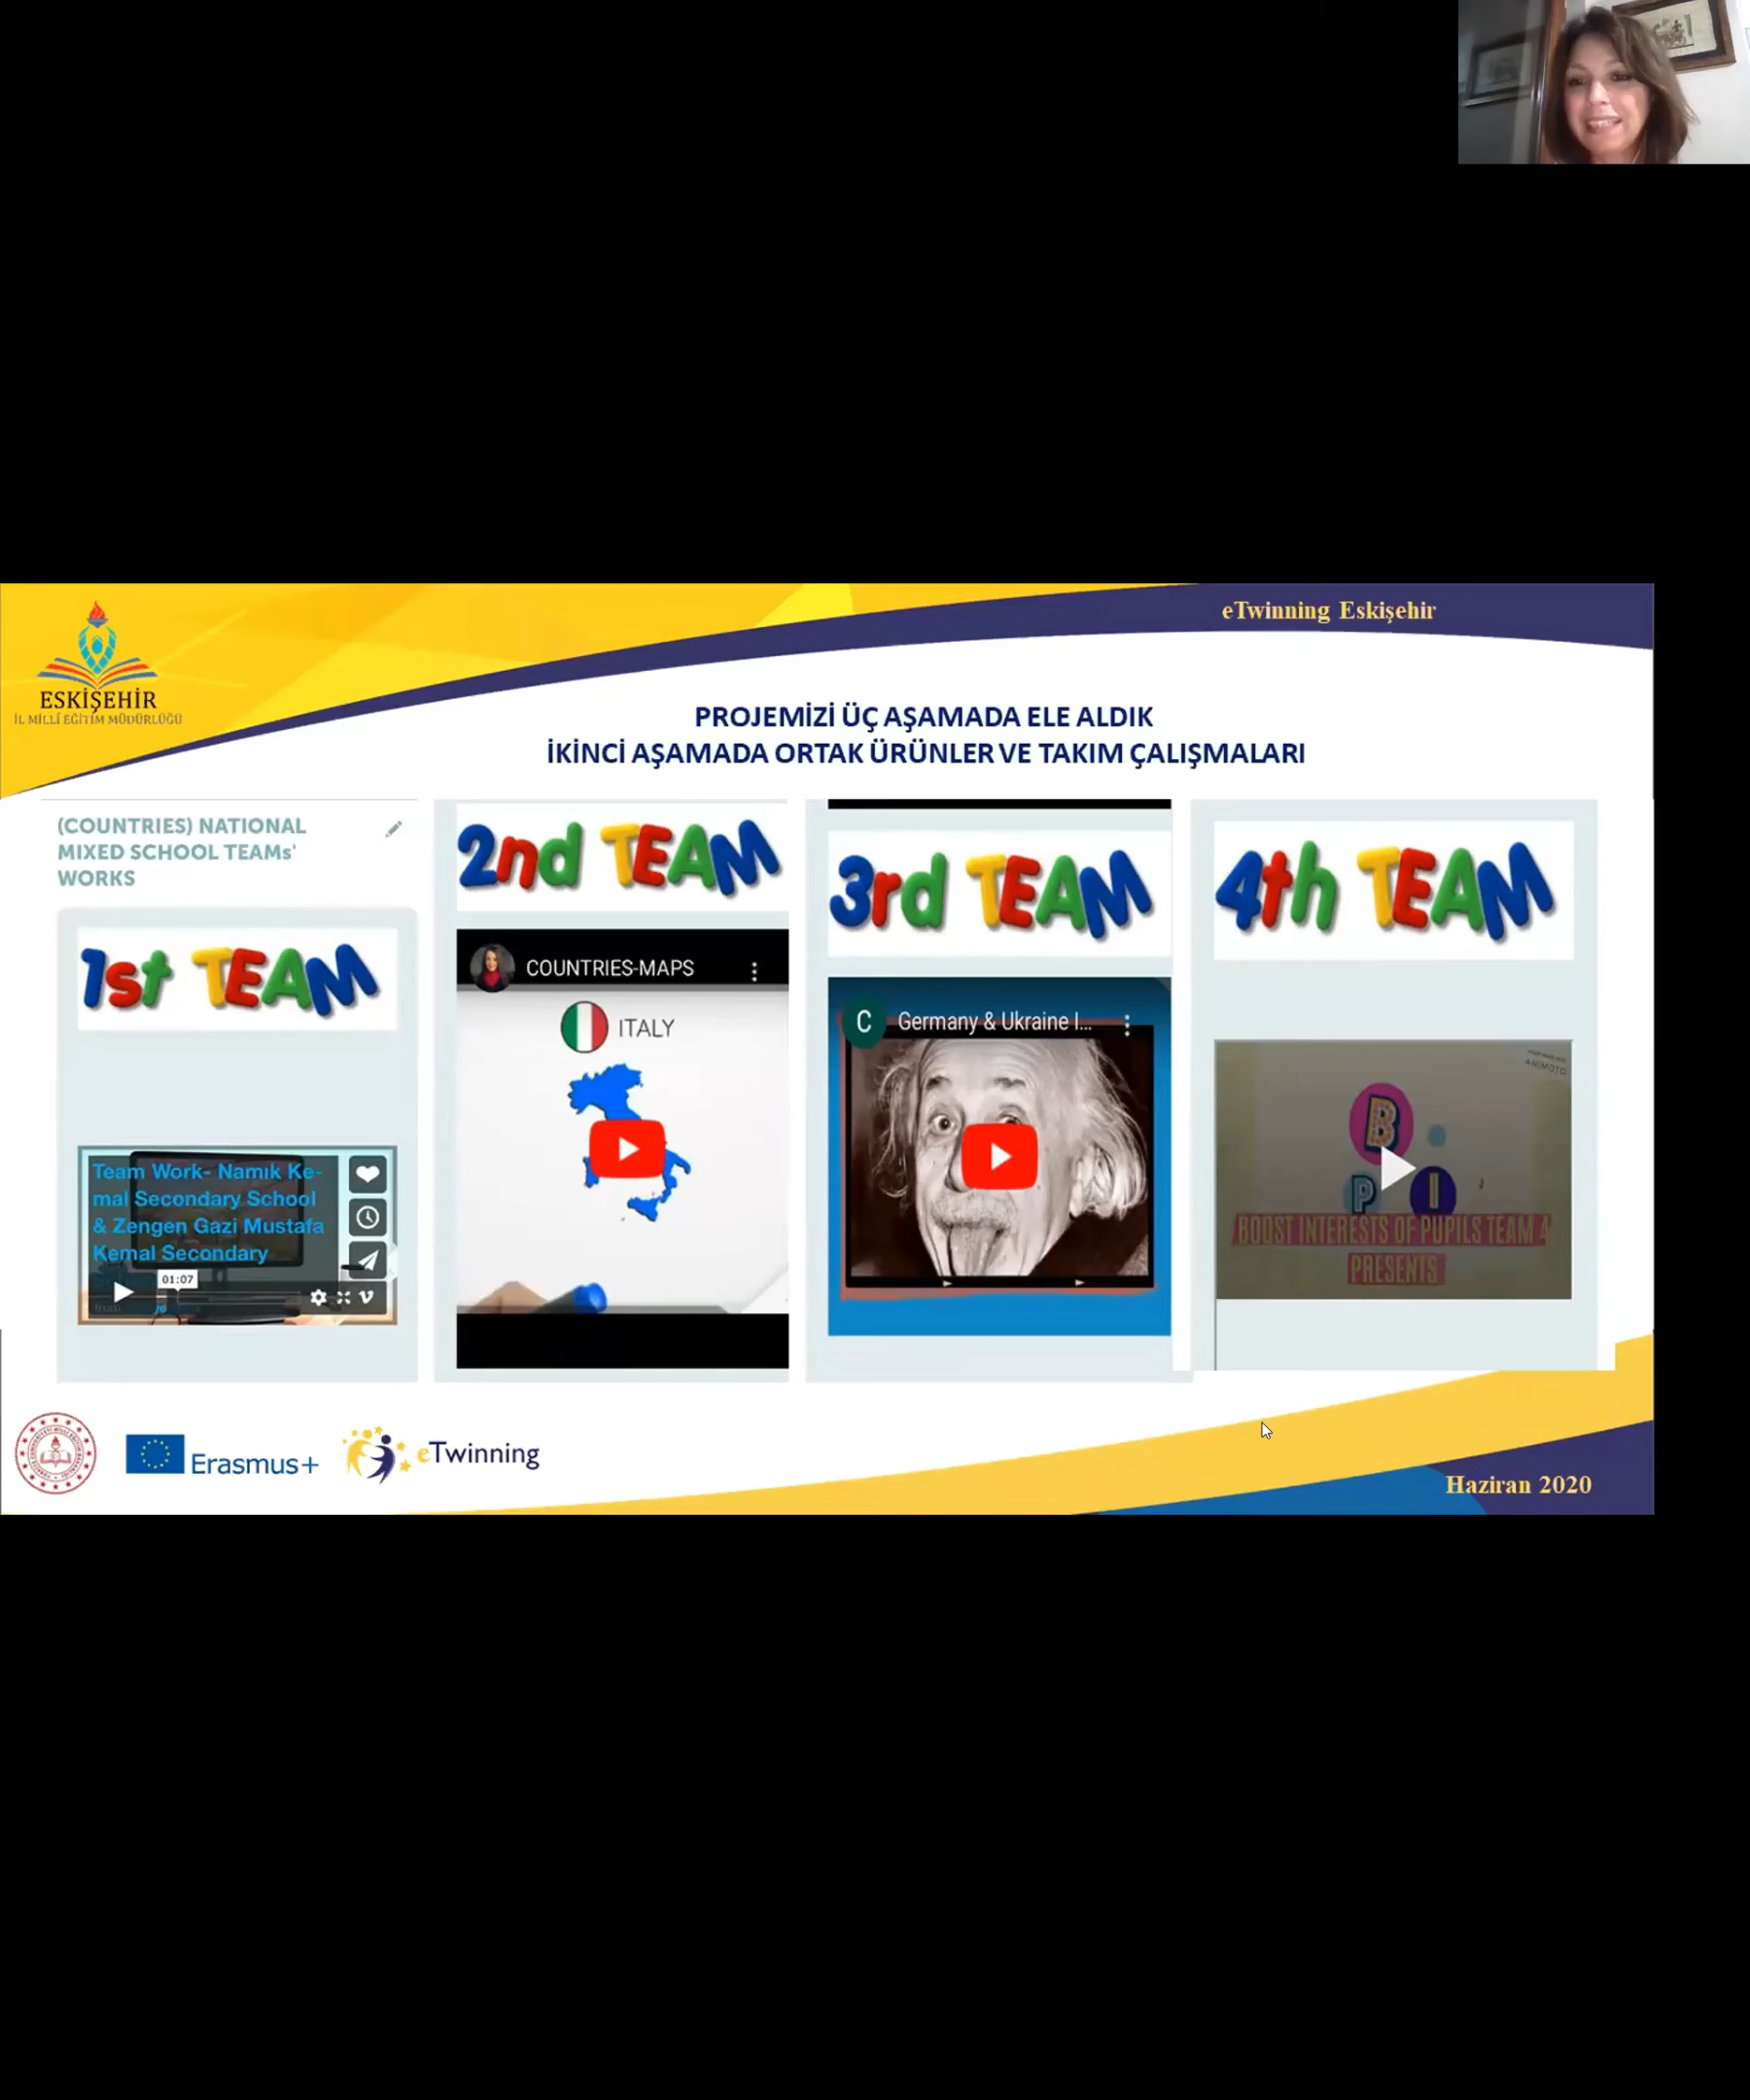 eTwinning Eskişehir
ESKİŞEHİR
İL MİLLÎ EĞİTİM MÜDÜRLÜĞÜ
PROJEMİZİ ÜÇ AŞAMADA ELE ALDIK
İKİNCİ AŞAMADA ORTAK ÜRÜNLER VE TAKIM ÇALIŞMALARI
(COUNTRIES) NATIONAL
MIXED SCHOOL TEAMs'
WORKS
1st TEAM
Team Work- Namık Ke-
mal Secondary School
& Zengen Gazi Mustafa
Kemal Secondary
01:07
2nd TEAM
COUNTRIES-MAPS
ITALY
3rd TEAM
C
Germany & Ukraine I...
4th TEAM
ANIMOTO
B
P I
BOOST INTERESTS OF PUPILS TEAM 4
PRESENTS
Erasmus+
eTwinning
Haziran 2020